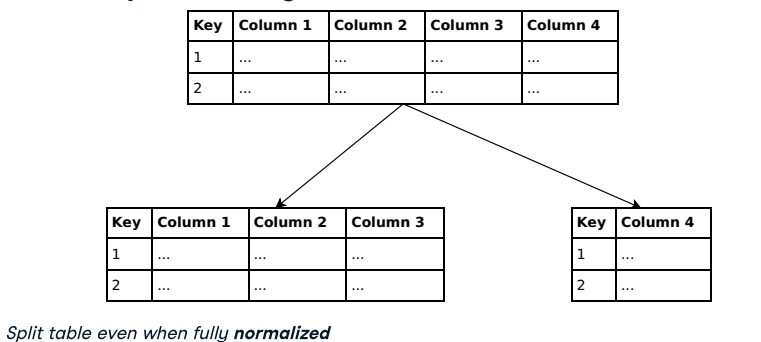 Key Column 1 Column 2 Column 3 Column 4
1 ... ... ... ...
2 ... ... ... ...
Key Column 1 Column 2 Column 3
1 ... ... ...
2 ... ... ...
Key Column 4
1 ...
2 ...
Split table even when fully normalized